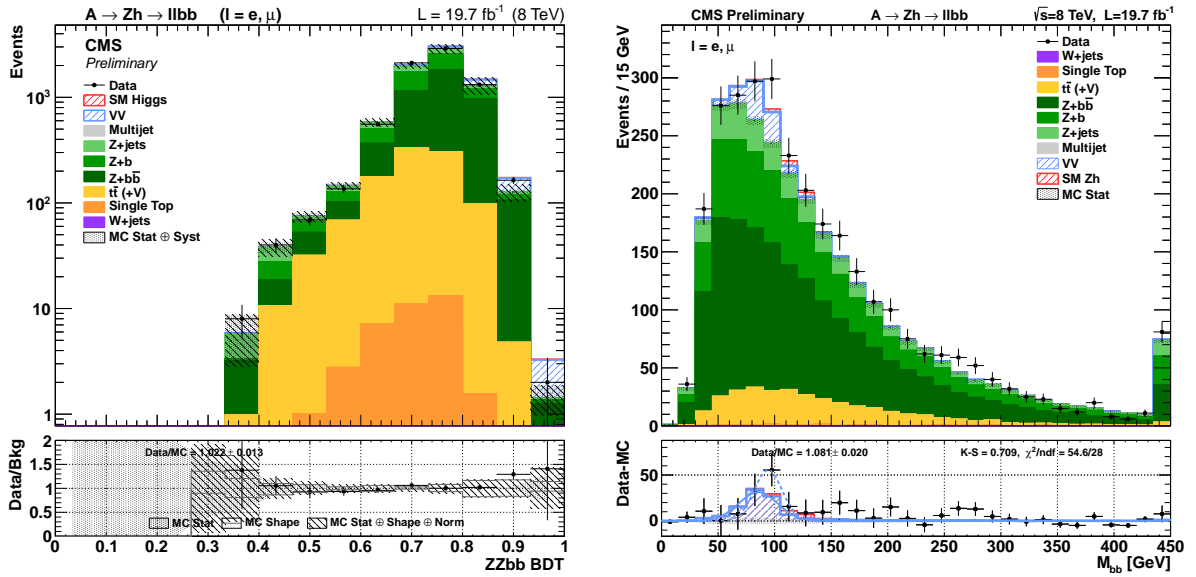 A → Zh → llbb (l = e, μ) L = 19.7 fb⁻¹ (8 TeV)
Events
CMS
Preliminary
Data
SM Higgs
VV
Multijet
Z+jets
Z+b
Z+bb̄
tt̄ (+V)
Single Top
W+jets
MC Stat ⊕ Syst
10³
10²
10
1
Data/Bkg
2
1.5
1
0.5
0
Data/MC = 1.022 ± 0.013
MC Stat MC Shape MC Stat ⊕ Shape ⊕ Norm
0 0.1 0.2 0.3 0.4 0.5 0.6 0.7 0.8 0.9 1
ZZbb BDT
CMS Preliminary A → Zh → llbb √s=8 TeV, L=19.7 fb⁻¹
Events / 15 GeV
l = e, μ
Data
W+jets
Single Top
tt̄ (+V)
Z+bb̄
Z+b
Z+jets
Multijet
VV
SM Zh
MC Stat
300
250
200
150
100
50
0
Data-MC
Data/MC = 1.081 ± 0.020 K-S = 0.709, χ²/ndf = 54.6/28
50
0
0 50 100 150 200 250 300 350 400 450
M_bb [GeV]